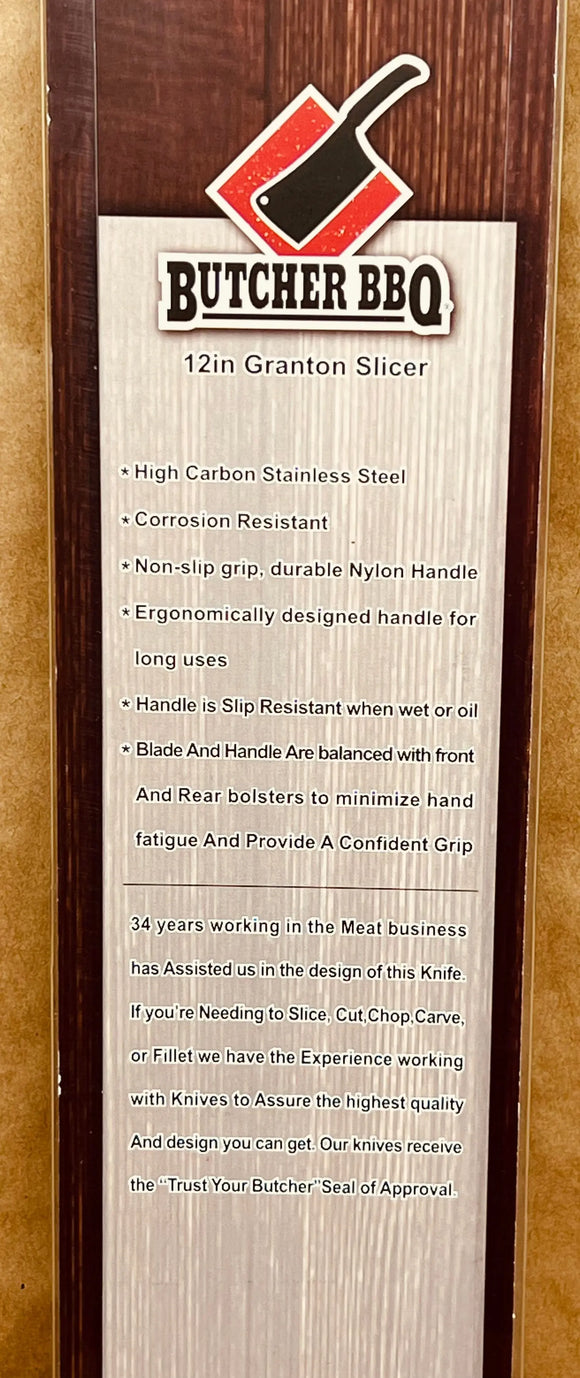 BUTCHER BBQ
12in Granton Slicer
* High Carbon Stainless Steel
* Corrosion Resistant
* Non-slip grip, durable Nylon Handle
* Ergonomically designed handle for
long uses
* Handle is Slip Resistant when wet or oil
* Blade And Handle Are balanced with front
And Rear bolsters to minimize hand
fatigue And Provide A Confident Grip
34 years working in the Meat business
has Assisted us in the design of this Knife.
If you're Needing to Slice, Cut,Chop,Carve,
or Fillet we have the Experience working
with Knives to Assure the highest quality
And design you can get. Our knives receive
the "Trust Your Butcher"Seal of Approval.